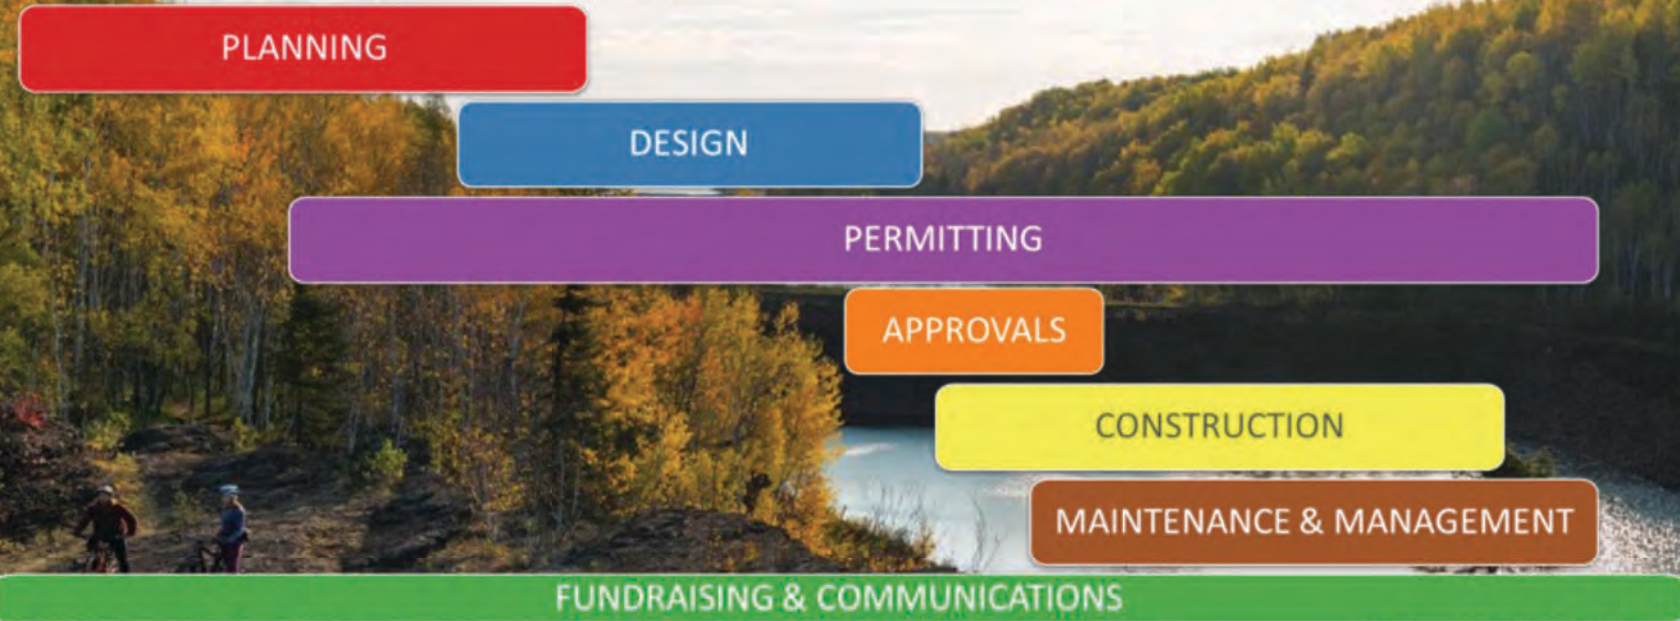 PLANNING
DESIGN
PERMITTING
APPROVALS
CONSTRUCTION
MAINTENANCE & MANAGEMENT
FUNDRAISING & COMMUNICATIONS